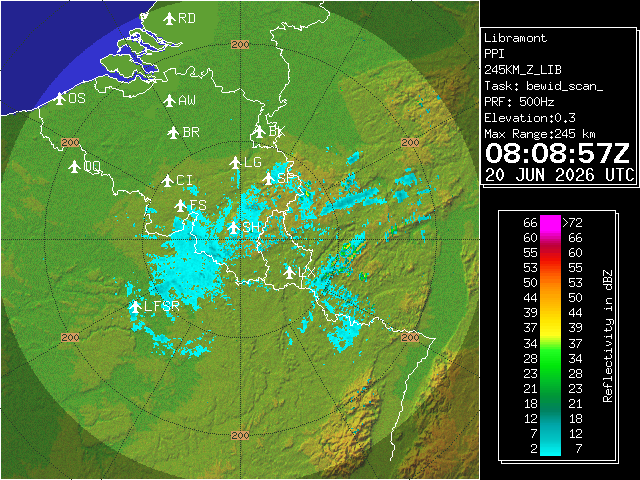 RD
200
OS
AW
BR
BK
200
200
LG
CI
SP
FS
SH
LX
LFSR
200
200
200
Libramont
PPI
245KM_Z_LIB
Task: bewid_scan_
PRF: 500Hz
Elevation:0.3
Max Range:245 km
08:08:57Z
20 JUN 2026 UTC
66 >72
60 66
55 60
53 55
50 53
44 50
39 44
37 39
34 37
28 34
23 28
21 23
18 21
12 18
7 12
2 7
Reflectivity in dBZ